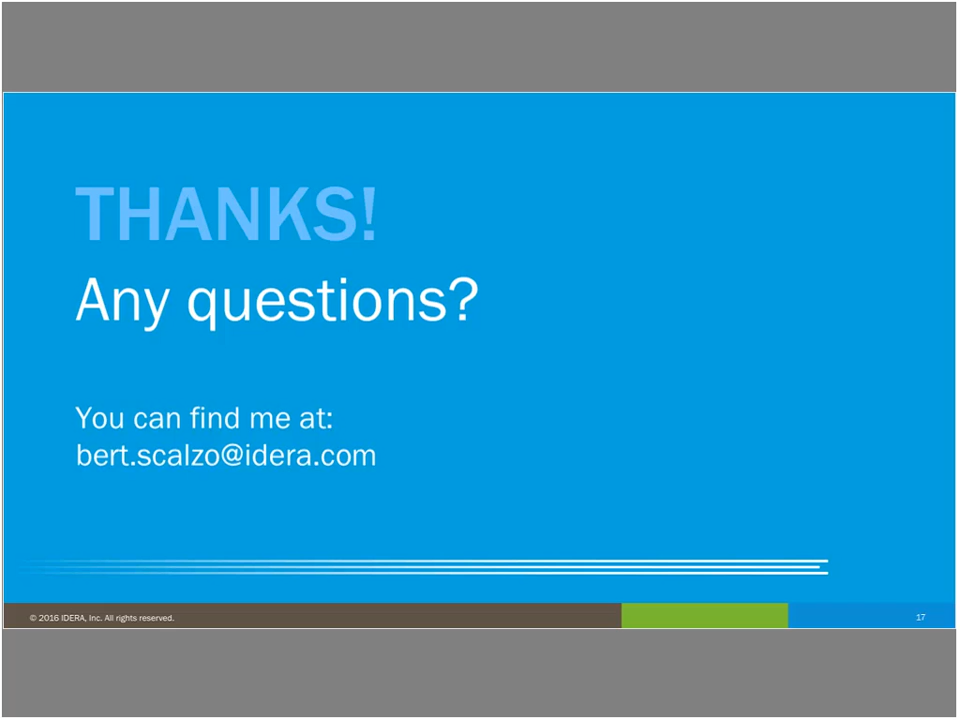 THANKS!
Any questions?
You can find me at:
bert.scalzo@idera.com
© 2016 IDERA, Inc. All rights reserved.
17